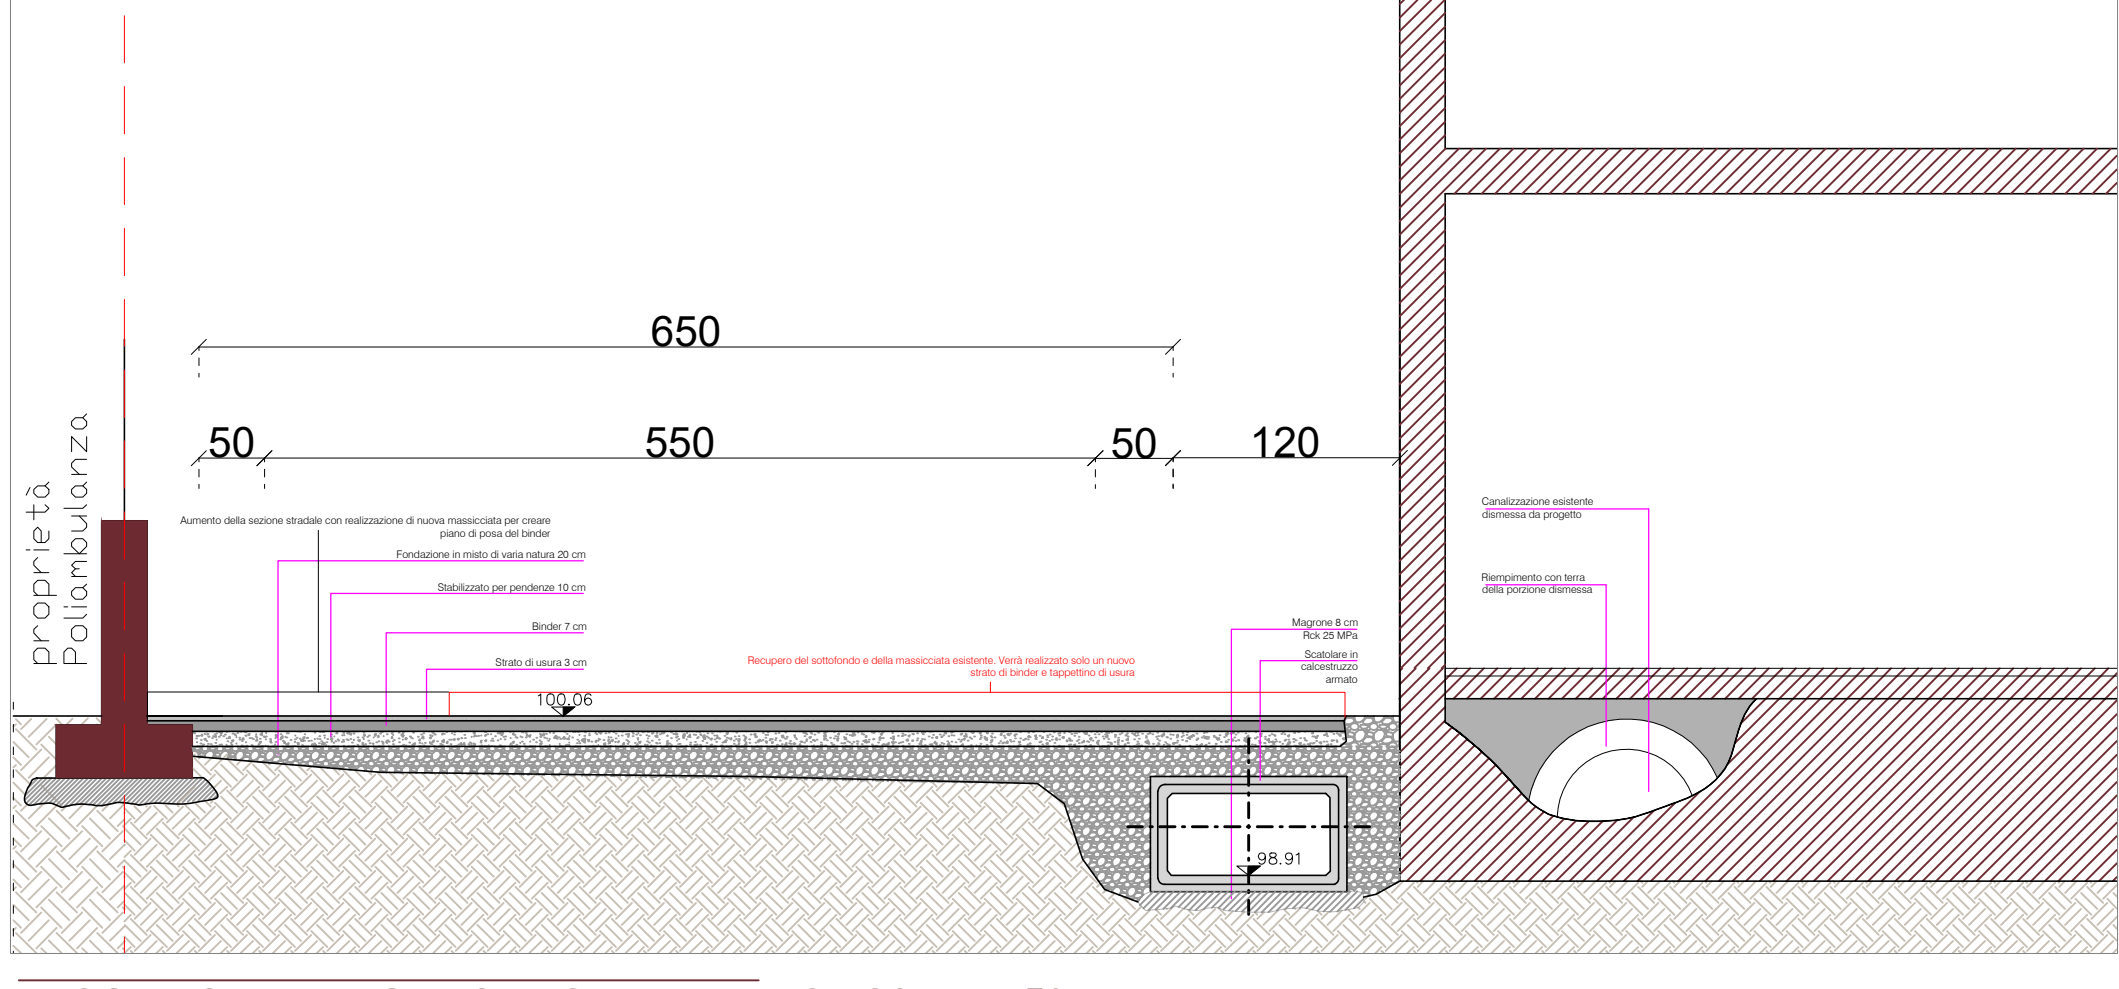 650
50
550
50
120
proprietà
Poliambulanza
Aumento della sezione stradale con realizzazione di nuova massicciata per creare
piano di posa del binder
Fondazione in misto di varia natura 20 cm
Stabilizzato per pendenze 10 cm
Binder 7 cm
Strato di usura 3 cm
Recupero del sottofondo e della massicciata esistente. Verrà realizzato solo un nuovo
strato di binder e tappettino di usura
100.06
Magrone 8 cm
Rck 25 MPa
Scatolare in
calcestruzzo
armato
98.91
Canalizzazione esistente
dismessa da progetto
Riempimento con terra
della porzione dismessa